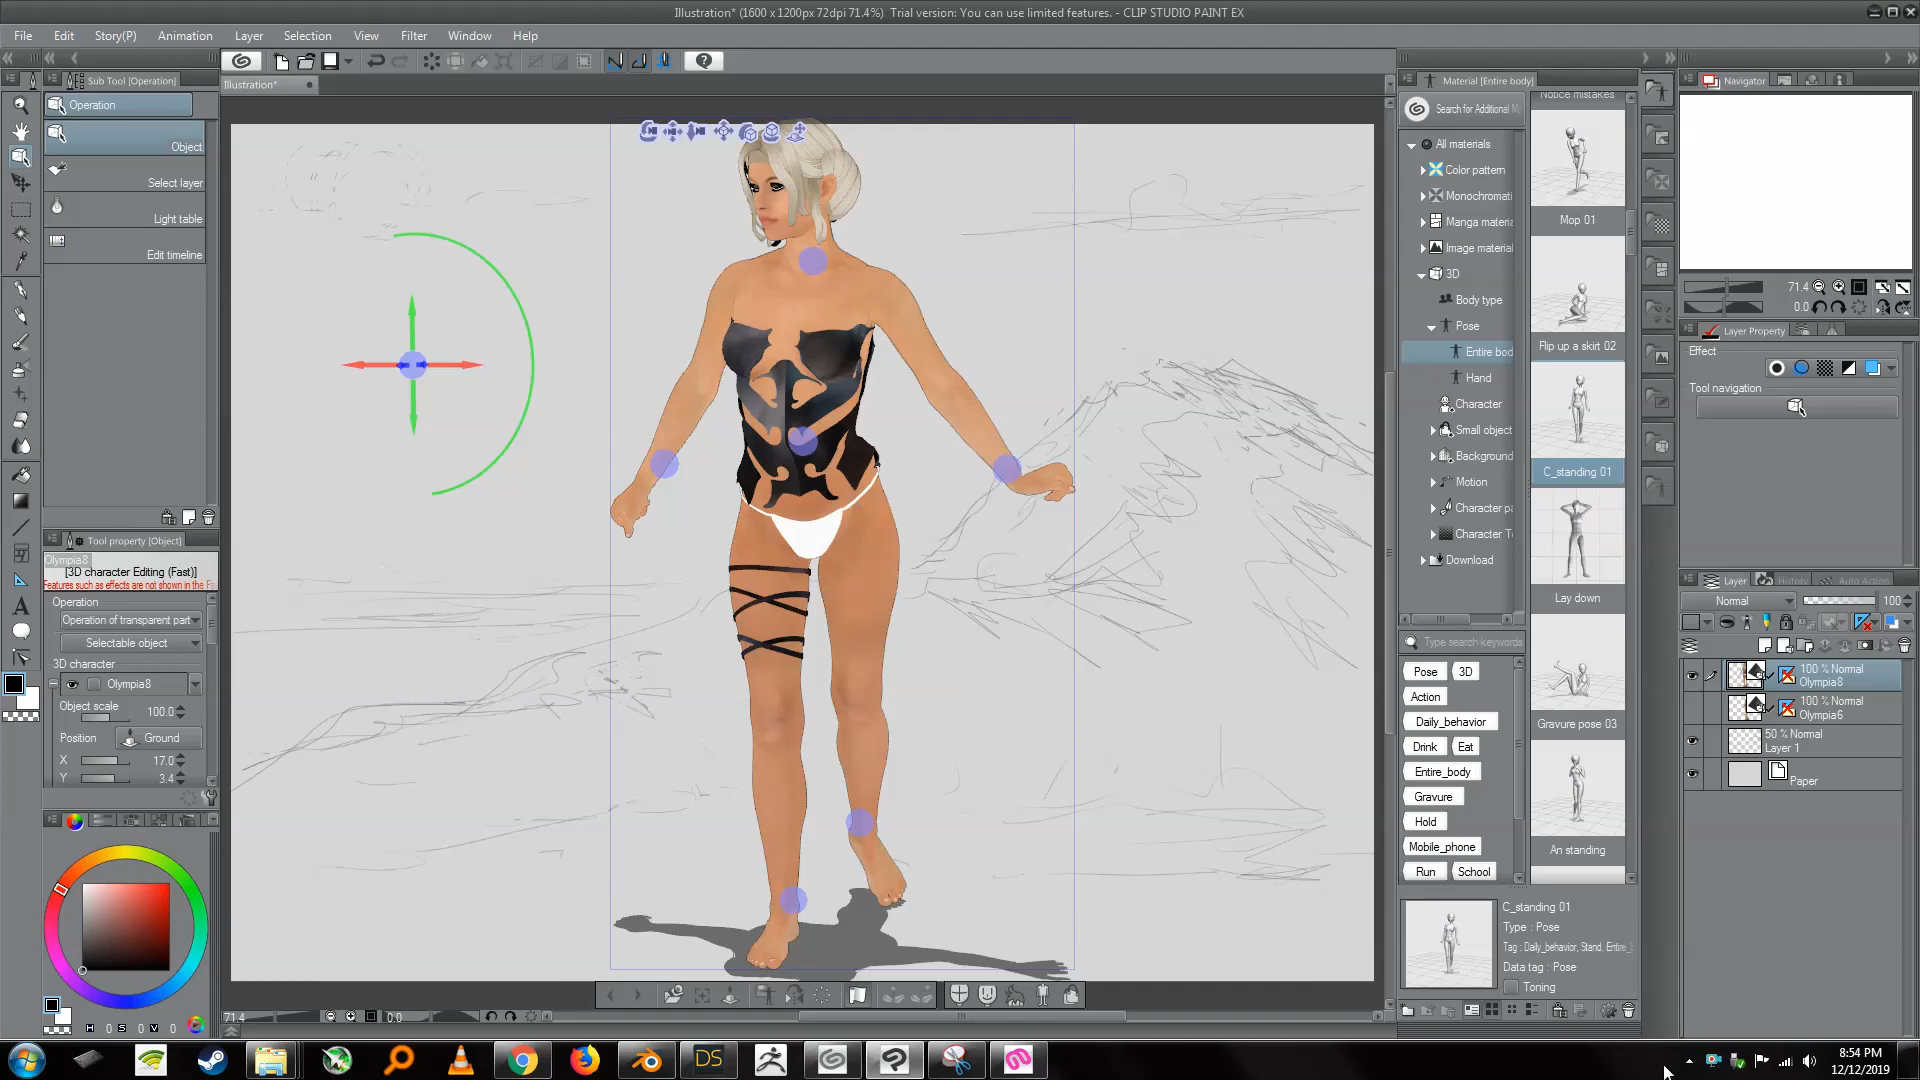 Illustration* (1600 x 1200px 72dpi 71.4%)  Trial version: You can use limited features. - CLIP STUDIO PAINT EX
File Edit Story(P) Animation Layer Selection Filter View Window Help
Sub Tool [Operation]
Operation
Object
Select layer
Light table
Edit timeline
Tool property [Object]
Olympia8
[3D character Editing (Fast)]
Features such as effects are not shown in the
Operation
Operation of transparent part
Selectable object
3D character
Olympia8
Object scale 100.0
Position Ground
X 17.0
Y 3.4
H 0 S 0 V 0
Illustration*
71.4 0.0
Material [Entire body]
Search for Additional
All materials
Color pattern
Monochromati
Manga materia
Image material
3D
Body type
Pose
Entire bod
Hand
Character
Small object
Background
Motion
Character pa
Character T
Download
Type search keywords
Pose 3D
Action
Daily_behavior
Drink Eat
Entire_body
Gravure
Hold
Mobile_phone
Run School
Notice mistakes
Mop 01
Flip up a skirt 02
C_standing 01
Lay down
Gravure pose 03
An standing
C_standing 01
Type : Pose
Tag : Daily_behavior, Stand, Entire_
Data tag : Pose
Toning
Navigator
71.4
0.0
Layer Property
Effect
Tool navigation
Layer History Auto Action
Normal 100
100 % Normal
Olympia8
100 % Normal
Olympia6
50 % Normal
Layer 1
Paper
DS
8:54 PM
12/12/2019